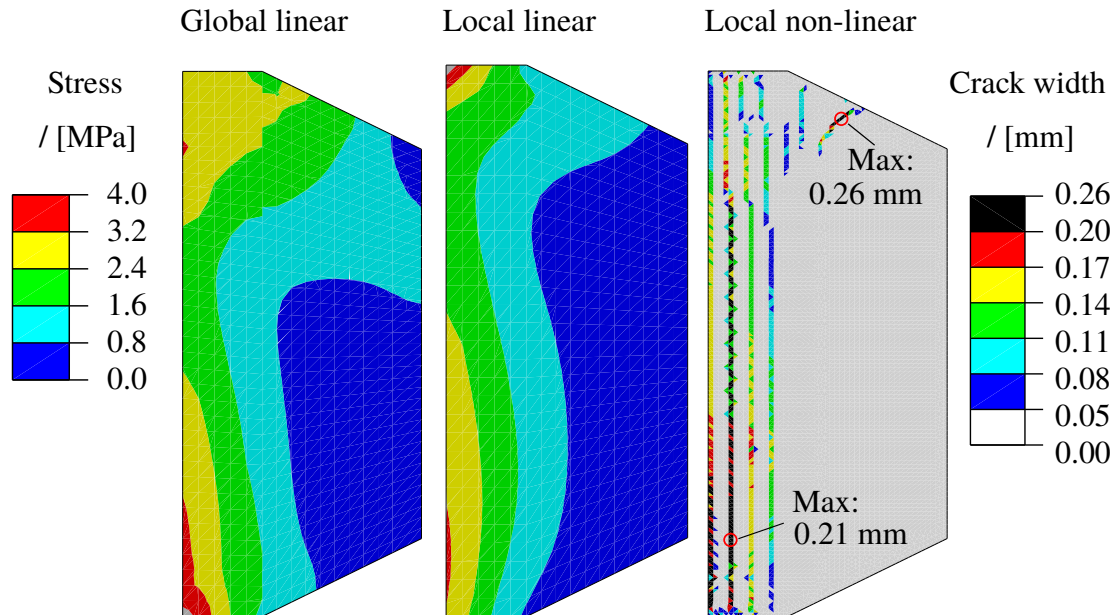 Global linear
Local linear
Local non-linear
Stress
/ [MPa]
4.0
3.2
2.4
1.6
0.8
0.0
Max:
0.26 mm
Max:
0.21 mm
Crack width
/ [mm]
0.26
0.20
0.17
0.14
0.11
0.08
0.05
0.00